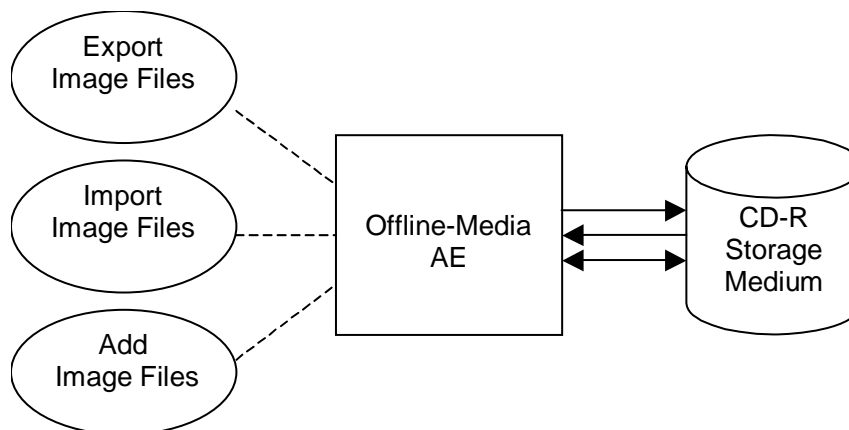 Export
Image Files
Import
Image Files
Add
Image Files
Offline-Media
AE
CD-R
Storage
Medium